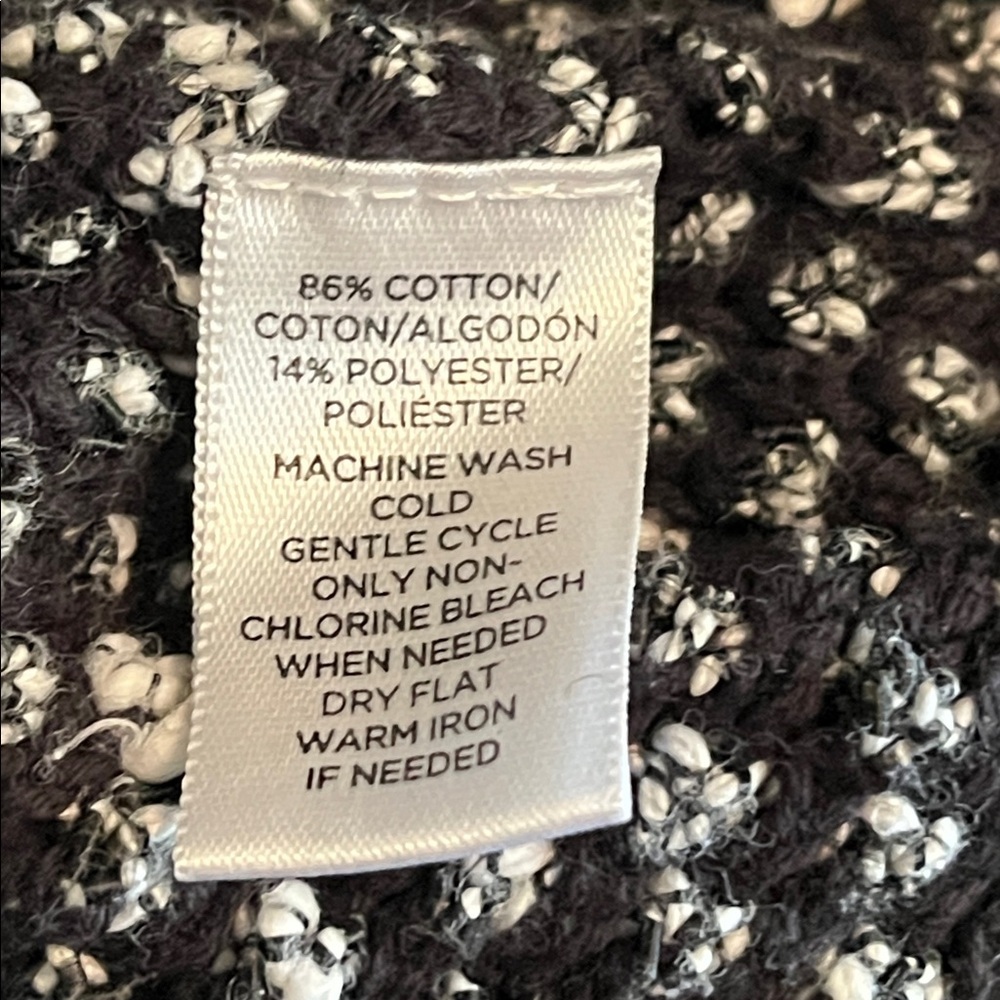 86% COTTON/
COTON/ALGODÓN
14% POLYESTER/
POLIÉSTER
MACHINE WASH
COLD
GENTLE CYCLE
ONLY NON-
CHLORINE BLEACH
WHEN NEEDED
DRY FLAT
WARM IRON
IF NEEDED